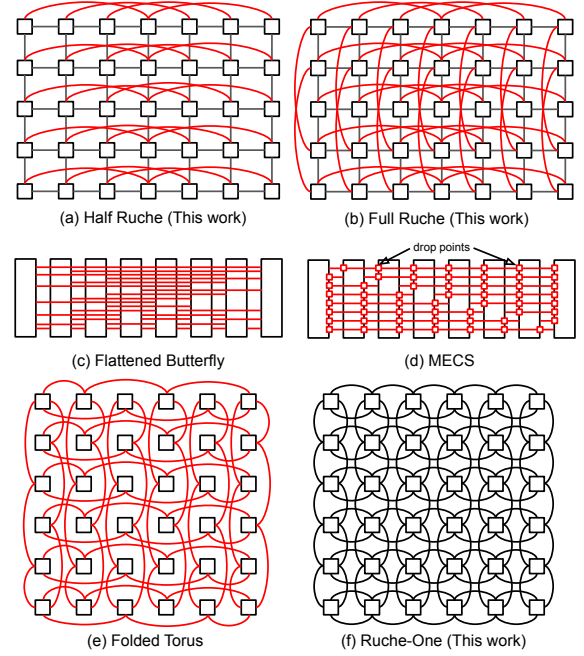 (a) Half Ruche (This work)
(b) Full Ruche (This work)
drop points
(c) Flattened Butterfly
(d) MECS
(e) Folded Torus
(f) Ruche-One (This work)